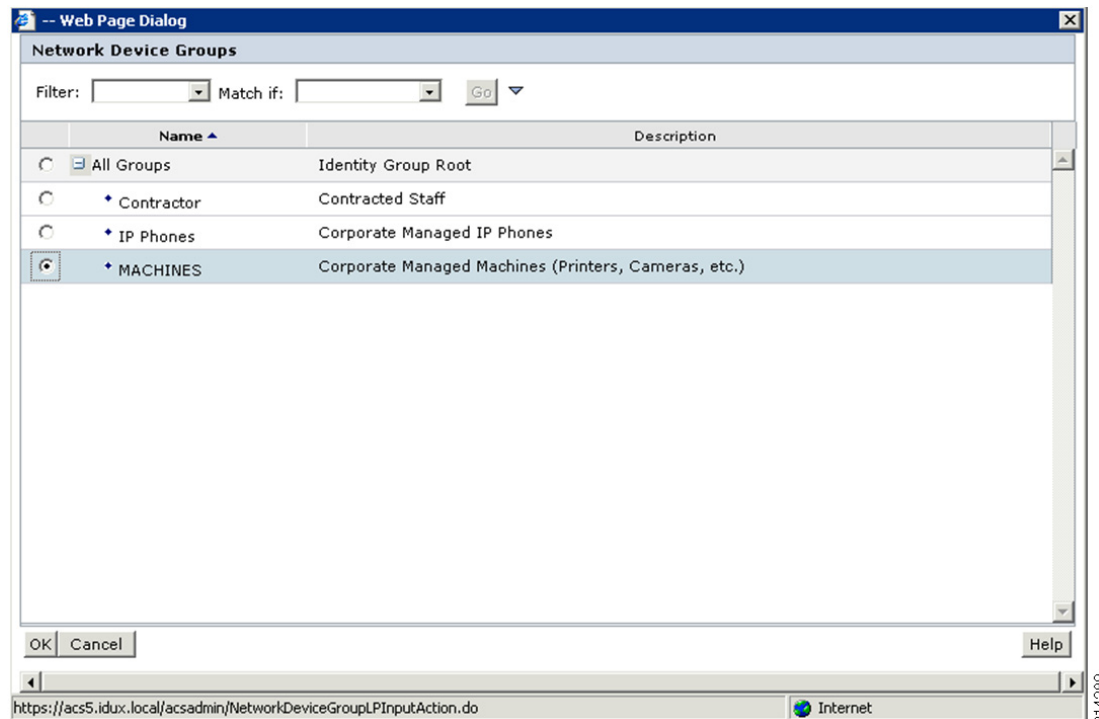 -- Web Page Dialog
Network Device Groups
Filter: Match if: Go
Name Description
All Groups Identity Group Root
Contractor Contracted Staff
IP Phones Corporate Managed IP Phones
MACHINES Corporate Managed Machines (Printers, Cameras, etc.)
OK Cancel Help
https://acs5.idux.local/acsadmin/NetworkDeviceGroupLPInputAction.do Internet